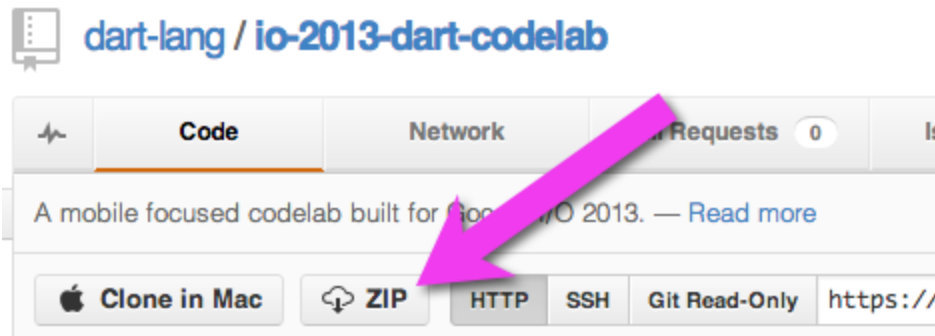 dart-lang / io-2013-dart-codelab
Code Network Requests 0
A mobile focused codelab built for I/O 2013. — Read more
Clone in Mac ZIP HTTP SSH Git Read-Only https:/